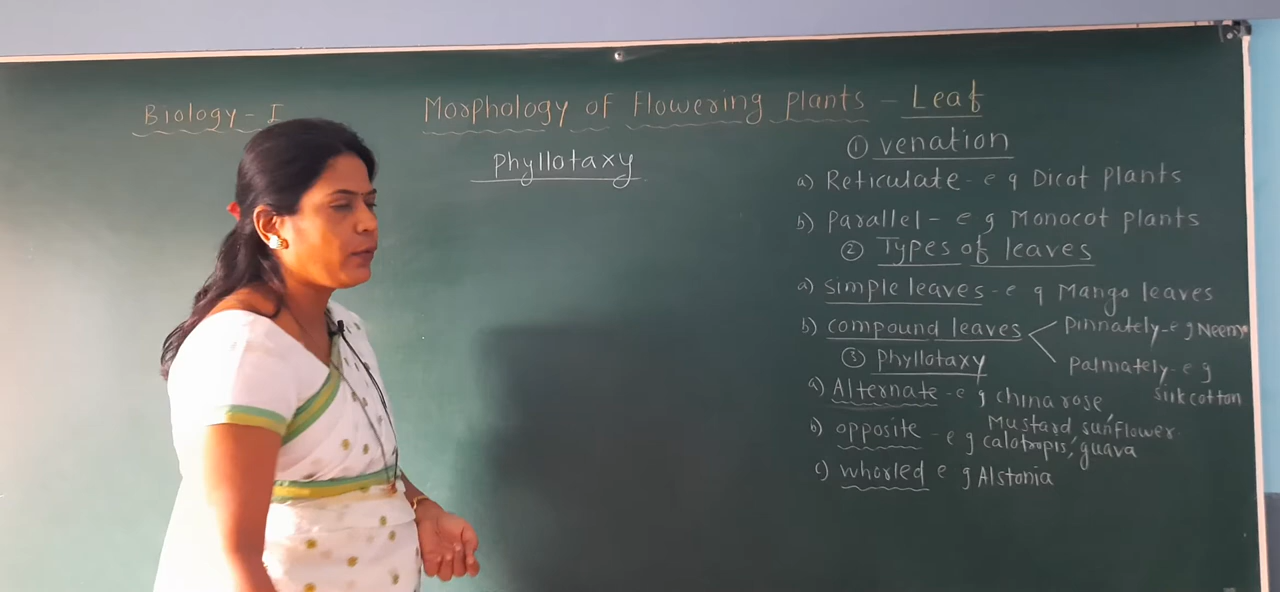 Biology - I
Morphology of Flowering plants - Leaf
Phyllotaxy
① venation
a) Reticulate - e g Dicot plants
b) Parallel - e g Monocot plants
② Types of leaves
a) simple leaves - e g Mango leaves
b) compound leaves
Pinnately - e g Neem
Palmately - e g
silk cotton
③ Phyllotaxy
a) Alternate - e g china rose,
Mustard, sunflower
b) opposite - e g calotropis, guava
c) whorled e g Alstonia